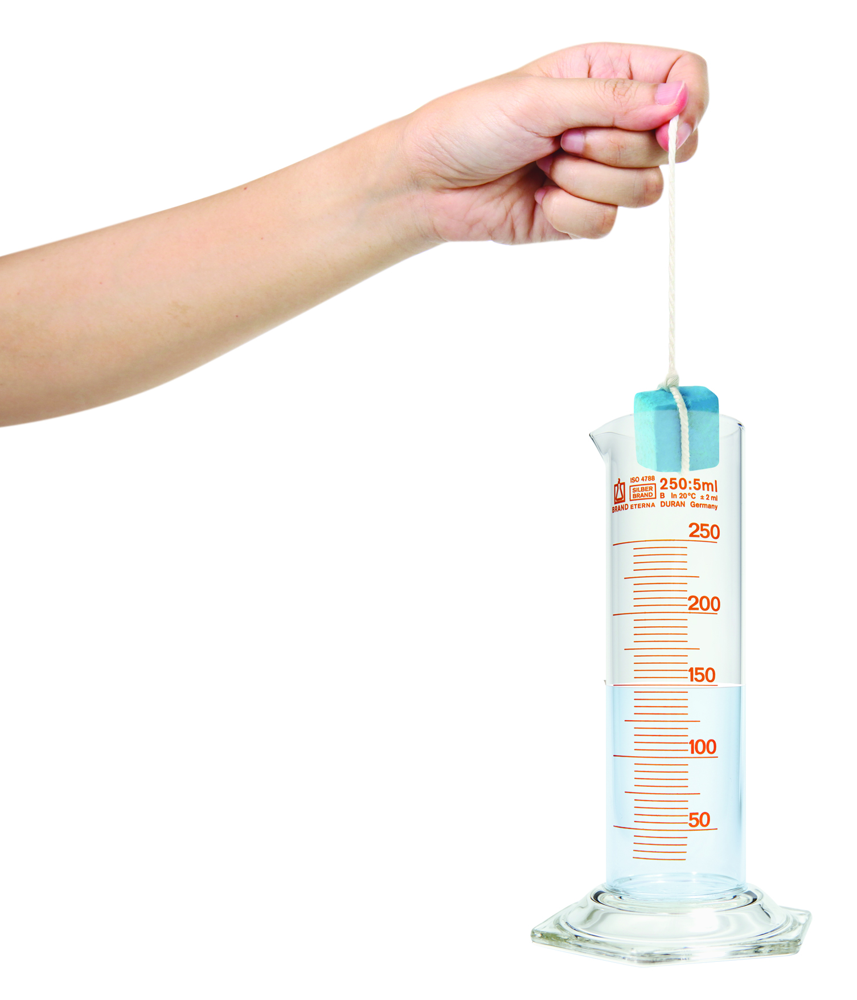 ISO 4788
SILBER
BRAND
BRAND ETERNA
250:5ml
B In 20°C ± 2 ml
DURAN Germany
250
200
150
100
50